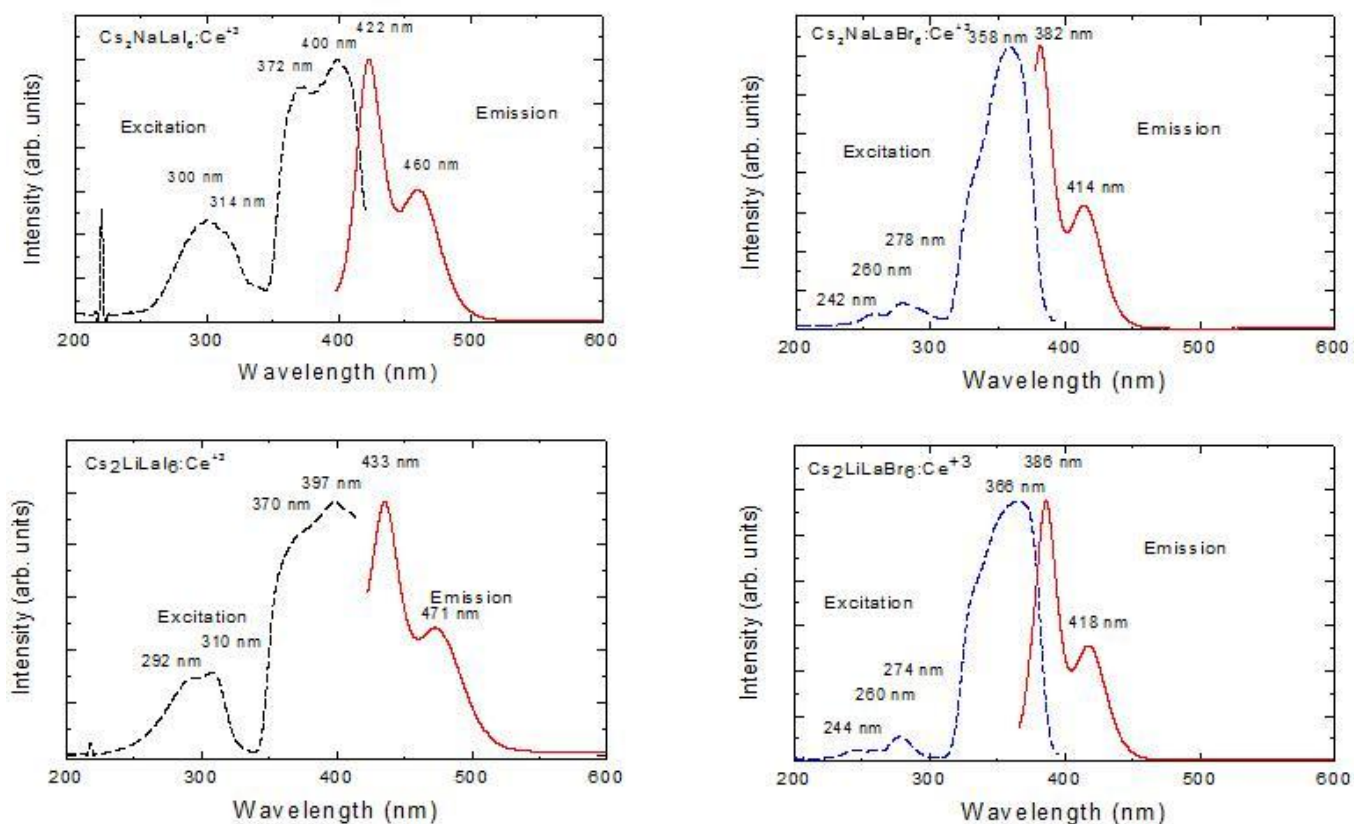 Cs2NaLaI6:Ce+3
422 nm
400 nm
372 nm
Excitation
Emission
300 nm
314 nm
460 nm
Intensity (arb. units)
200 300 400 500 600
Wavelength (nm)
Cs2NaLaBr6:Ce+3
358 nm
382 nm
Emission
Excitation
414 nm
278 nm
260 nm
242 nm
Intensity (arb. units)
200 300 400 500 600
Wavelength (nm)
Cs2LiLaI6:Ce+3
433 nm
397 nm
370 nm
Excitation
Emission
310 nm
471 nm
292 nm
Intensity (arb. units)
200 300 400 500 600
Wavelength (nm)
Cs2LiLaBr6:Ce+3
386 nm
366 nm
Emission
Excitation
418 nm
274 nm
260 nm
244 nm
Intensity (arb. units)
200 300 400 500 600
Wavelength (nm)